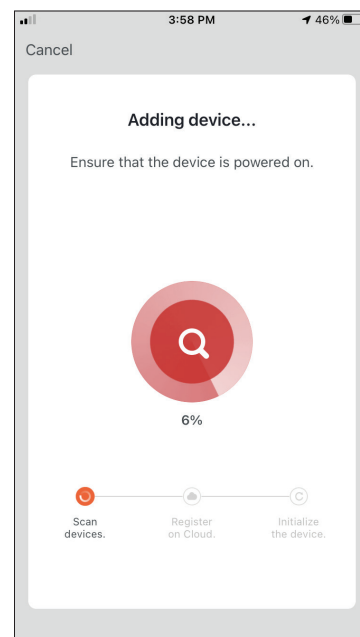 3:58 PM
46%
Cancel
Adding device...
Ensure that the device is powered on.
6%
Scan
devices.
Register
on Cloud.
Initialize
the device.